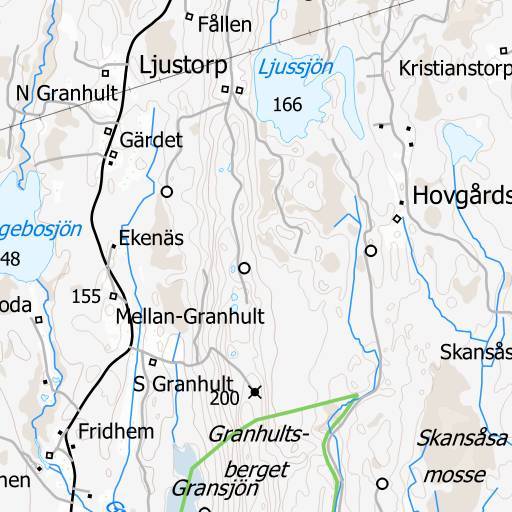 Fållen
Ljustorp
Ljussjön
Kristianstorp
N Granhult
166
Gärdet
Hovgårds
gebosjön
Ekenäs
48
155
oda
Mellan-Granhult
Skansås
S Granhult
200
Fridhem
Granhults-
berget
Skansåsa
mosse
nen
Gransjön